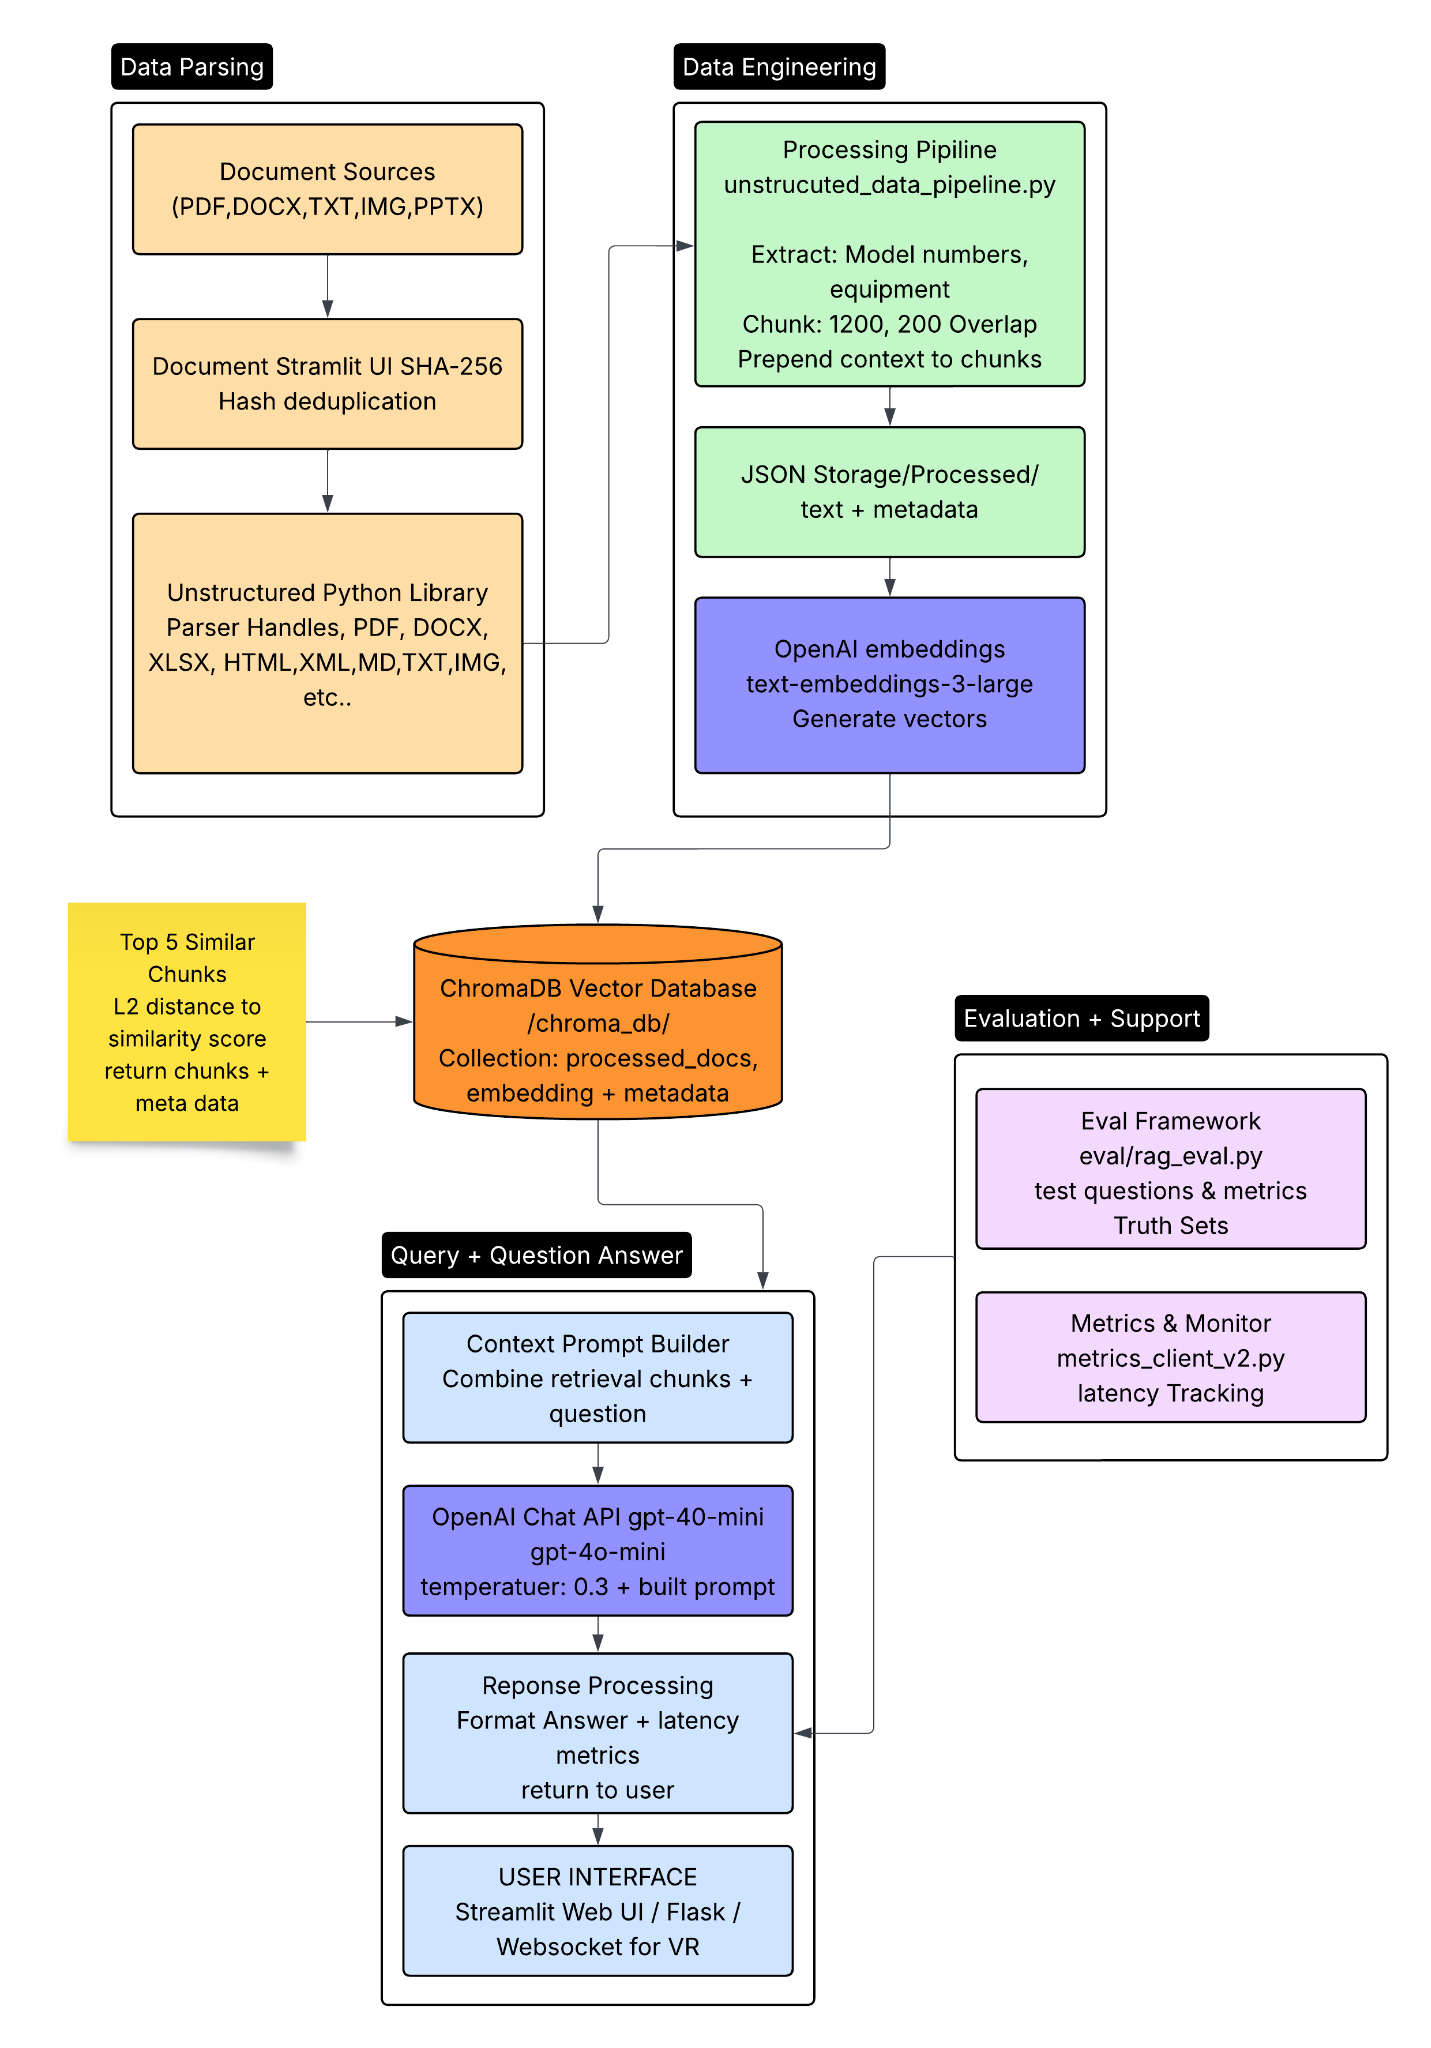 Data Parsing
Document Sources
(PDF,DOCX,TXT,IMG,PPTX)
Document Stramlit UI SHA-256
Hash deduplication
Unstructured Python Library
Parser Handles, PDF, DOCX,
XLSX, HTML,XML,MD,TXT,IMG,
etc..
Data Engineering
Processing Pipiline
unstrucuted_data_pipeline.py
Extract: Model numbers,
equipment
Chunk: 1200, 200 Overlap
Prepend context to chunks
JSON Storage/Processed/
text + metadata
OpenAI embeddings
text-embeddings-3-large
Generate vectors
Top 5 Similar
Chunks
L2 distance to
similarity score
return chunks +
meta data
ChromaDB Vector Database
/chroma_db/
Collection: processed_docs,
embedding + metadata
Evaluation + Support
Eval Framework
eval/rag_eval.py
test questions & metrics
Truth Sets
Metrics & Monitor
metrics_client_v2.py
latency Tracking
Query + Question Answer
Context Prompt Builder
Combine retrieval chunks +
question
OpenAI Chat API gpt-40-mini
gpt-4o-mini
temperatuer: 0.3 + built prompt
Reponse Processing
Format Answer + latency
metrics
return to user
USER INTERFACE
Streamlit Web UI / Flask /
Websocket for VR